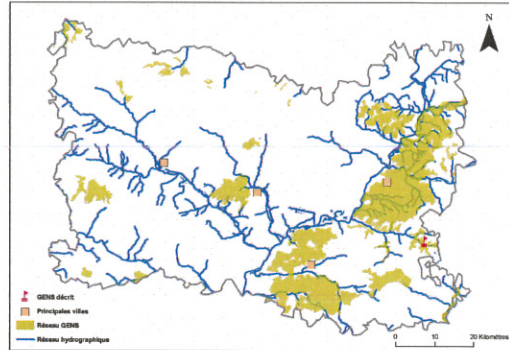 N
GENS décrit
Principales villes
Réseau GENS
Réseau hydrographique
0 10 20 Kilomètres